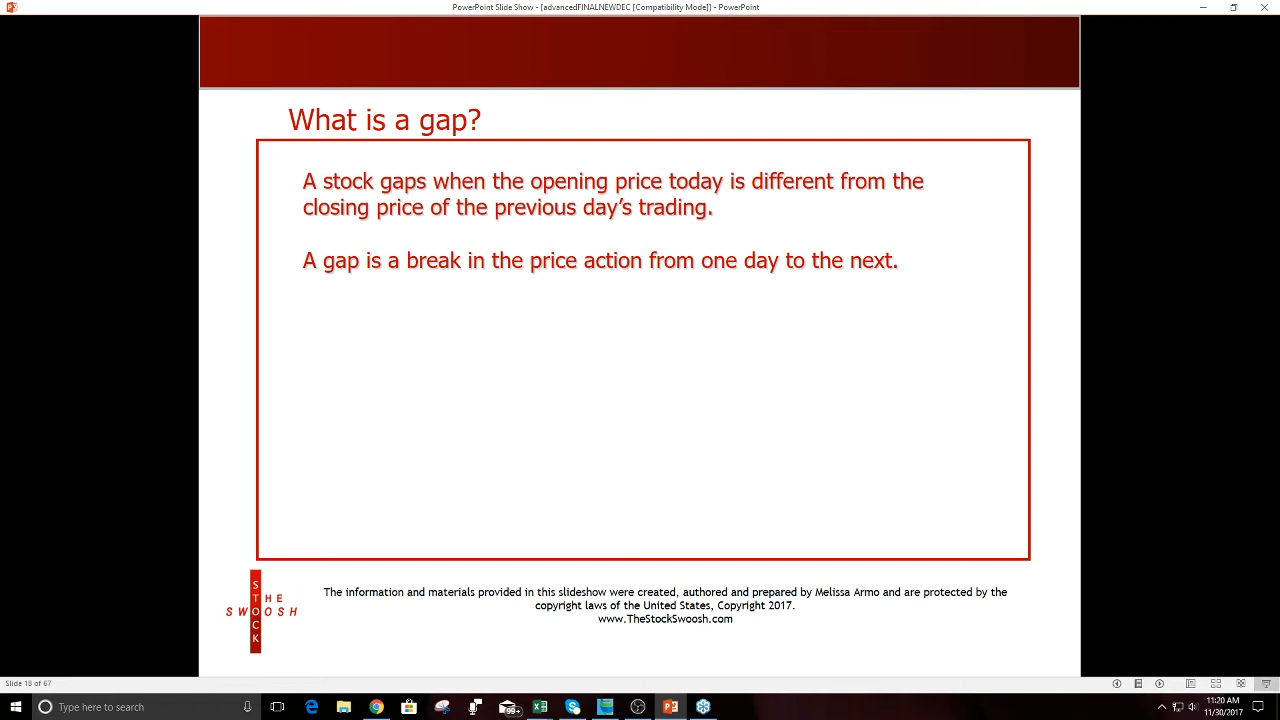 PowerPoint Slide Show - [advancedFINALNEWDEC [Compatibility Mode]] - PowerPoint
What is a gap?
A stock gaps when the opening price today is different from the
closing price of the previous day's trading.
A gap is a break in the price action from one day to the next.
THE
STOCK
SWOOSH
The information and materials provided in this slideshow were created, authored and prepared by Melissa Armo and are protected by the
copyright laws of the United States, Copyright 2017.
www.TheStockSwoosh.com
Slide 18 of 67
Type here to search
99+
11:20 AM
11/30/2017